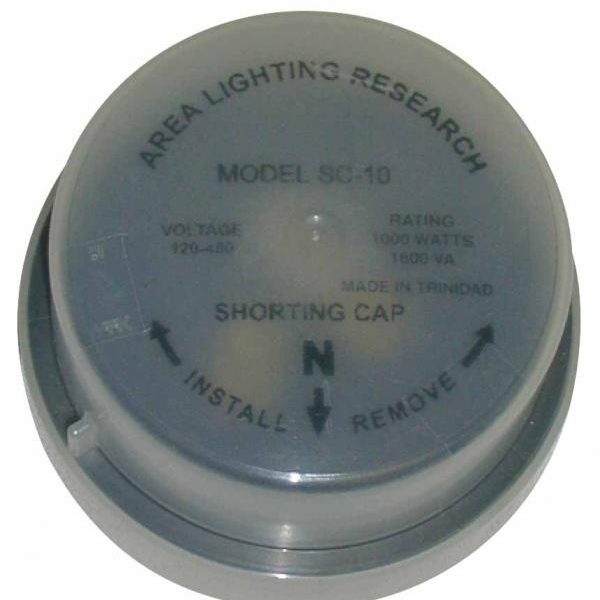 AREA LIGHTING RESEARCH
MODEL SC-10
VOLTAGE
120-480
RATING
1000 WATTS
1800 VA
MADE IN TRINIDAD
SHORTING CAP
N
INSTALL
REMOVE